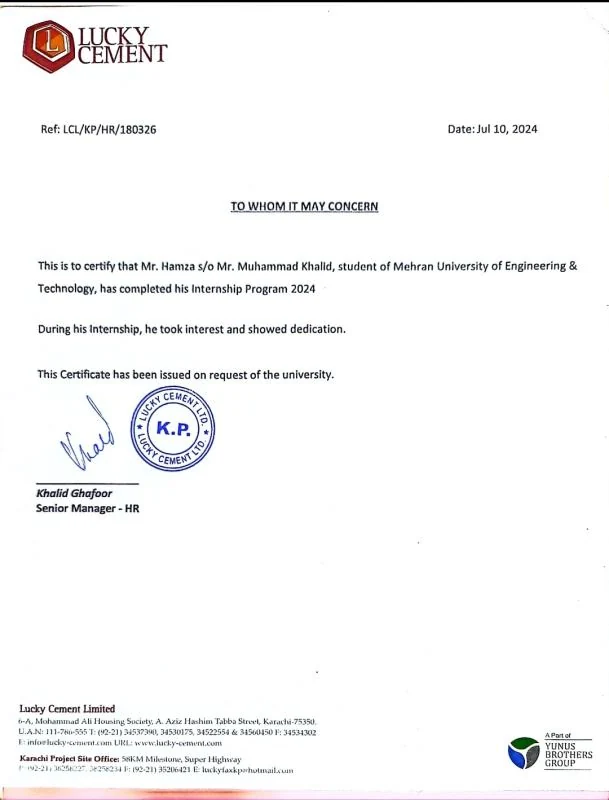 LUCKY
CEMENT
Ref: LCL/KP/HR/180326
Date: Jul 10, 2024
TO WHOM IT MAY CONCERN
This is to certify that Mr. Hamza s/o Mr. Muhammad Khalid, student of Mehran University of Engineering &
Technology, has completed his Internship Program 2024
During his Internship, he took interest and showed dedication.
This Certificate has been issued on request of the university.
LUCKY CEMENT LTD.
K.P.
LUCKY CEMENT LTD.
Khalid Ghafoor
Senior Manager - HR
Lucky Cement Limited
6-A, Mohammad Ali Housing Society, A. Aziz Hashim Tabba Street, Karachi-75350.
U.A.N: 111-786-555 T: (92-21) 34537390, 34530175, 34522554 & 34560450 F: 34534302
E: info@lucky-cement.com URL: www.lucky-cement.com
Karachi Project Site Office: 58KM Milestone, Super Highway
(92-21) 35206421 E: luckyfaxkp@hotmail.com
A Part of
YUNUS
BROTHERS
GROUP